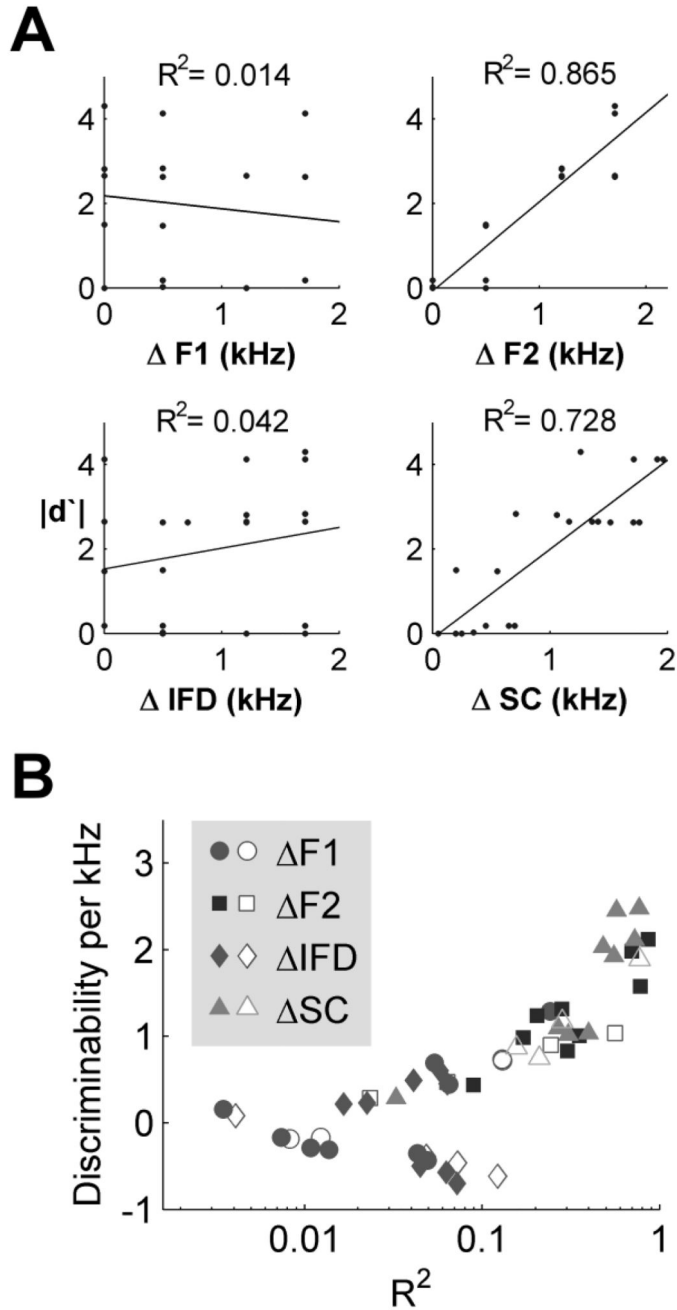 A
R²= 0.014
R²= 0.865
4
2
0
0
1
2
Δ F1 (kHz)
4
2
0
0
1
2
Δ F2 (kHz)
R²= 0.042
R²= 0.728
|d`|
4
2
0
0
1
2
Δ IFD (kHz)
4
2
0
0
1
2
Δ SC (kHz)
B
Discriminability per kHz
3
2
1
0
-1
ΔF1
ΔF2
ΔIFD
ΔSC
0.01
0.1
1
R²